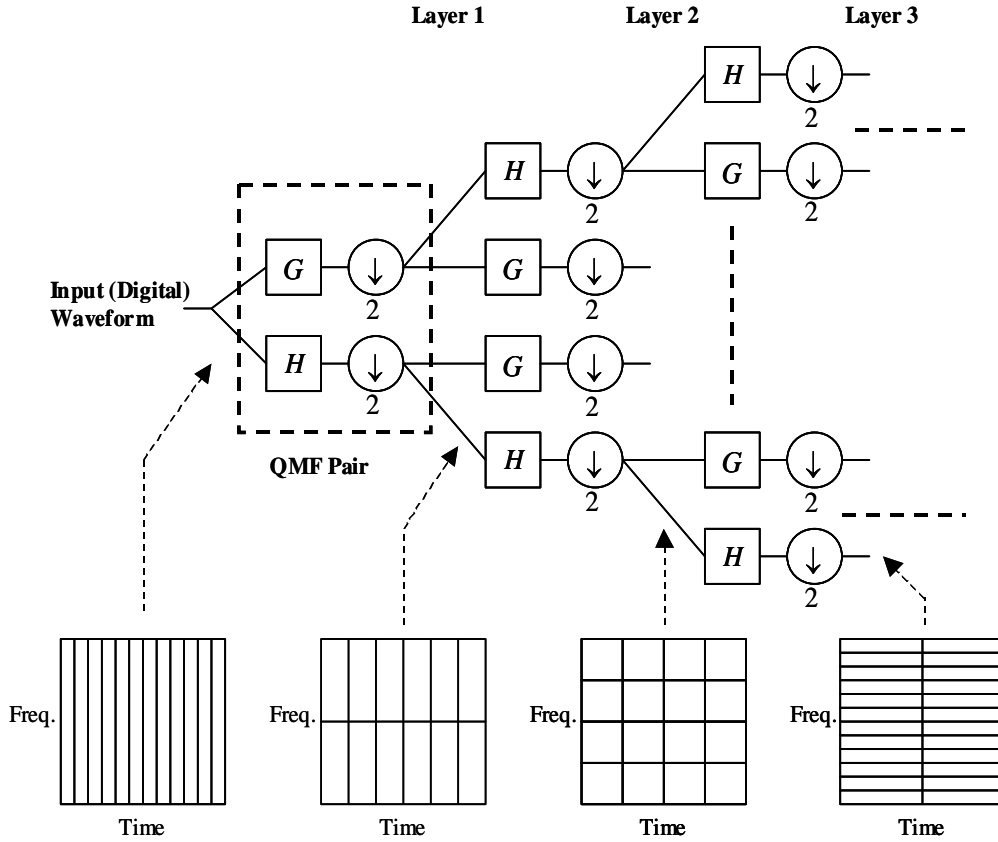 Layer 1 Layer 2 Layer 3
H ↓
2
H ↓ G ↓
2 2
G ↓ G ↓
2 2
Input (Digital)
Waveform
H ↓ G ↓
2 2
H ↓ G ↓
2 2
QMF Pair
H ↓
2
Freq. Freq. Freq. Freq.
Time Time Time Time